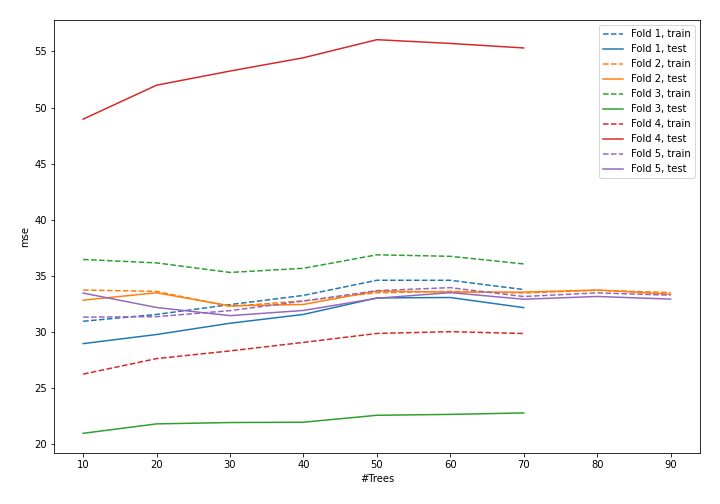 55
50
45
40
35
30
25
20
mse
10 20 30 40 50 60 70 80 90
#Trees
Fold 1, train
Fold 1, test
Fold 2, train
Fold 2, test
Fold 3, train
Fold 3, test
Fold 4, train
Fold 4, test
Fold 5, train
Fold 5, test